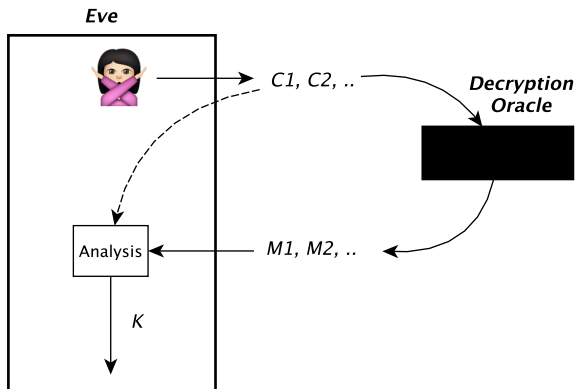 Eve
C1, C2, ..
Decryption
Oracle
Analysis
M1, M2, ..
K